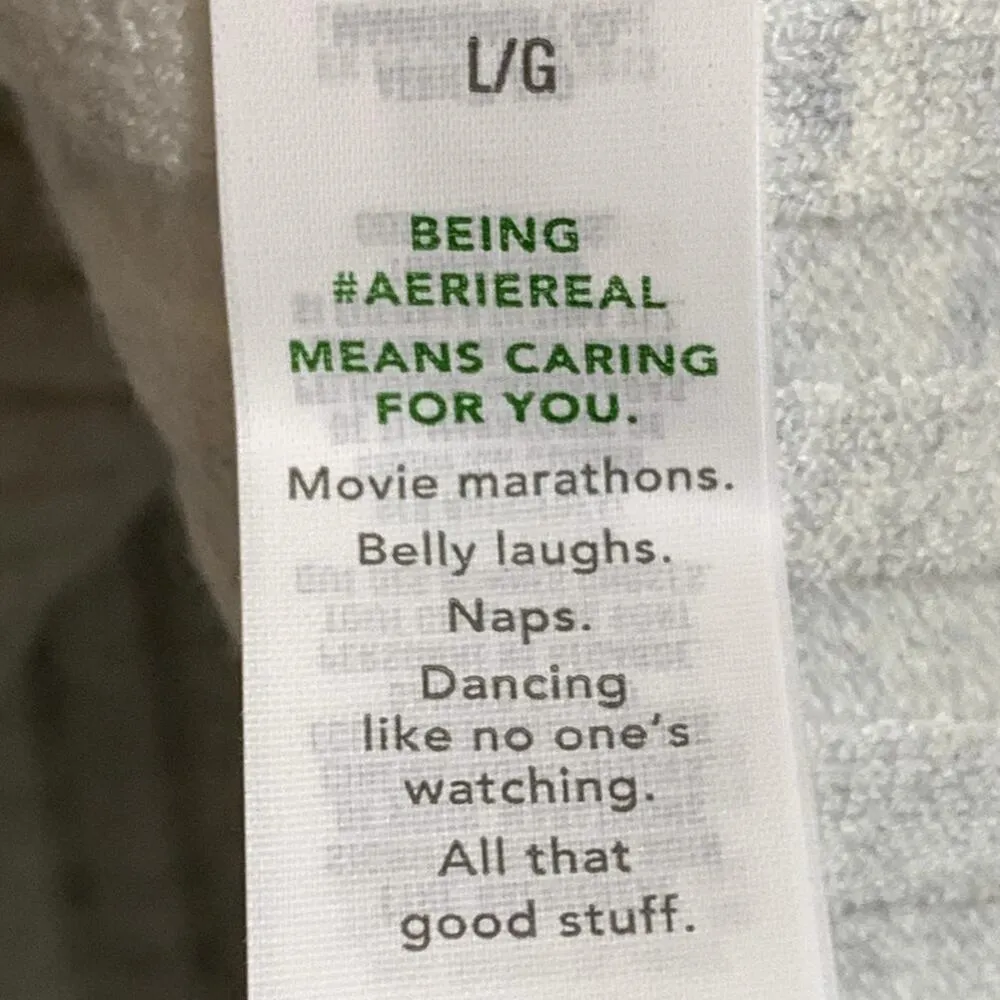 L/G
BEING
#AERIEREAL
MEANS CARING
FOR YOU.
Movie marathons.
Belly laughs.
Naps.
Dancing
like no one's
watching.
All that
good stuff.